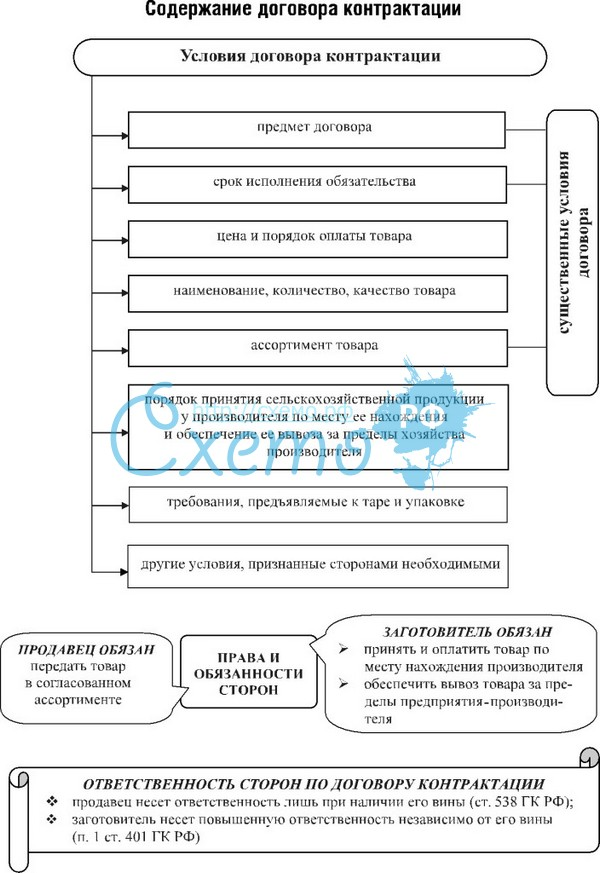 Содержание договора контрактации
Условия договора контрактации
предмет договора
срок исполнения обязательства
цена и порядок оплаты товара
наименование, количество, качество товара
ассортимент товара
порядок принятия сельскохозяйственной продукции
у производителя по месту ее нахождения
и обеспечение ее вывоза за пределы хозяйства
производителя
требования, предъявляемые к таре и упаковке
другие условия, признанные сторонами необходимыми
существенные условия
договора
http://схемо.рф
Схемо
РФ
ПРОДАВЕЦ ОБЯЗАН
передать товар
в согласованном
ассортименте
ПРАВА И
ОБЯЗАННОСТИ
СТОРОН
ЗАГОТОВИТЕЛЬ ОБЯЗАН
➢ принять и оплатить товар по
месту нахождения производителя
➢ обеспечить вывоз товара за пре-
делы предприятия-производи-
теля
ОТВЕТСТВЕННОСТЬ СТОРОН ПО ДОГОВОРУ КОНТРАКТАЦИИ
❖ продавец несет ответственность лишь при наличии его вины (ст. 538 ГК РФ);
❖ заготовитель несет повышенную ответственность независимо от его вины
(п. 1 ст. 401 ГК РФ)